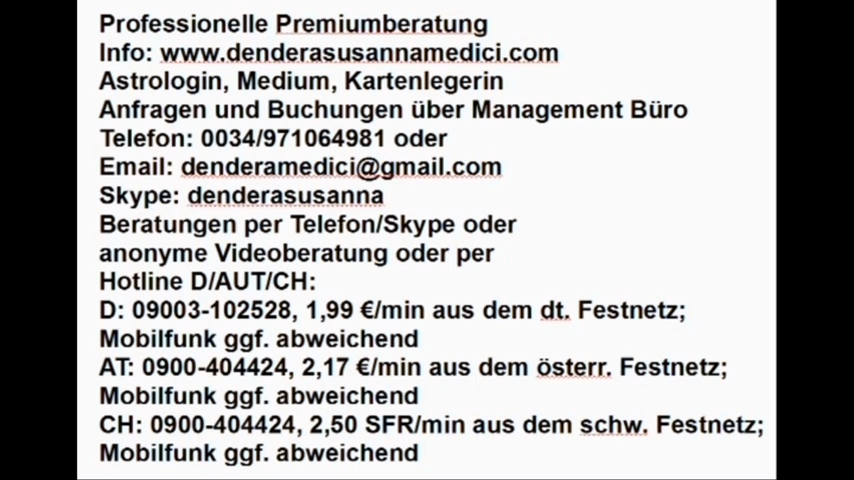 Professionelle Premiumberatung
Info: www.denderasusannamedici.com
Astrologin, Medium, Kartenlegerin
Anfragen und Buchungen über Management Büro
Telefon: 0034/971064981 oder
Email: denderamedici@gmail.com
Skype: denderasusanna
Beratungen per Telefon/Skype oder
anonyme Videoberatung oder per
Hotline D/AUT/CH:
D: 09003-102528, 1,99 €/min aus dem dt. Festnetz;
Mobilfunk ggf. abweichend
AT: 0900-404424, 2,17 €/min aus dem österr. Festnetz;
Mobilfunk ggf. abweichend
CH: 0900-404424, 2,50 SFR/min aus dem schw. Festnetz;
Mobilfunk ggf. abweichend